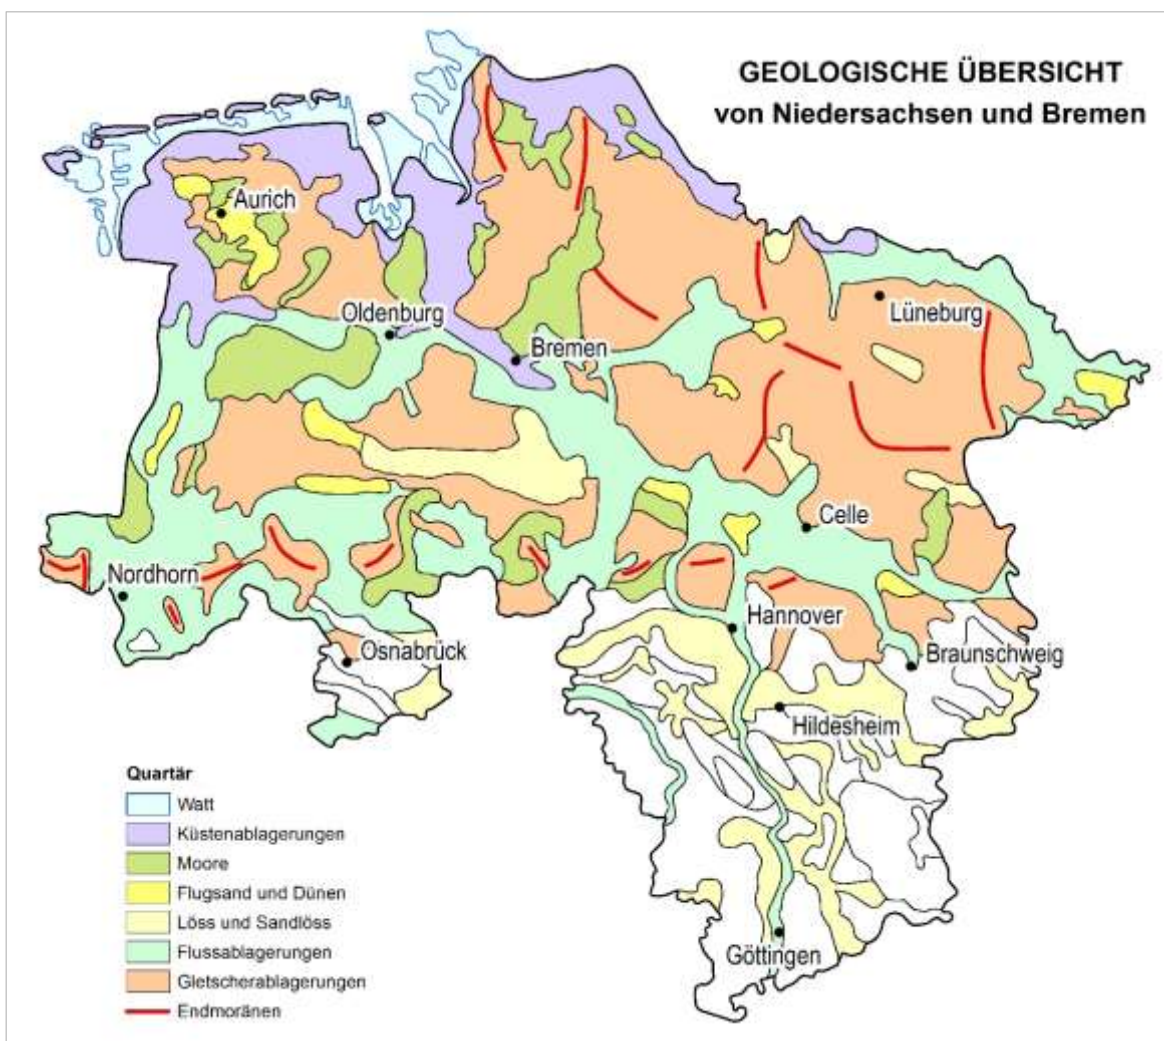 GEOLOGISCHE ÜBERSICHT
von Niedersachsen und Bremen
Aurich
Oldenburg
Bremen
Lüneburg
Celle
Nordhorn
Hannover
Osnabrück
Braunschweig
Hildesheim
Göttingen
Quartär
Watt
Küstenablagerungen
Moore
Flugsand und Dünen
Löss und Sandlöss
Flussablagerungen
Gletscherablagerungen
Endmoränen